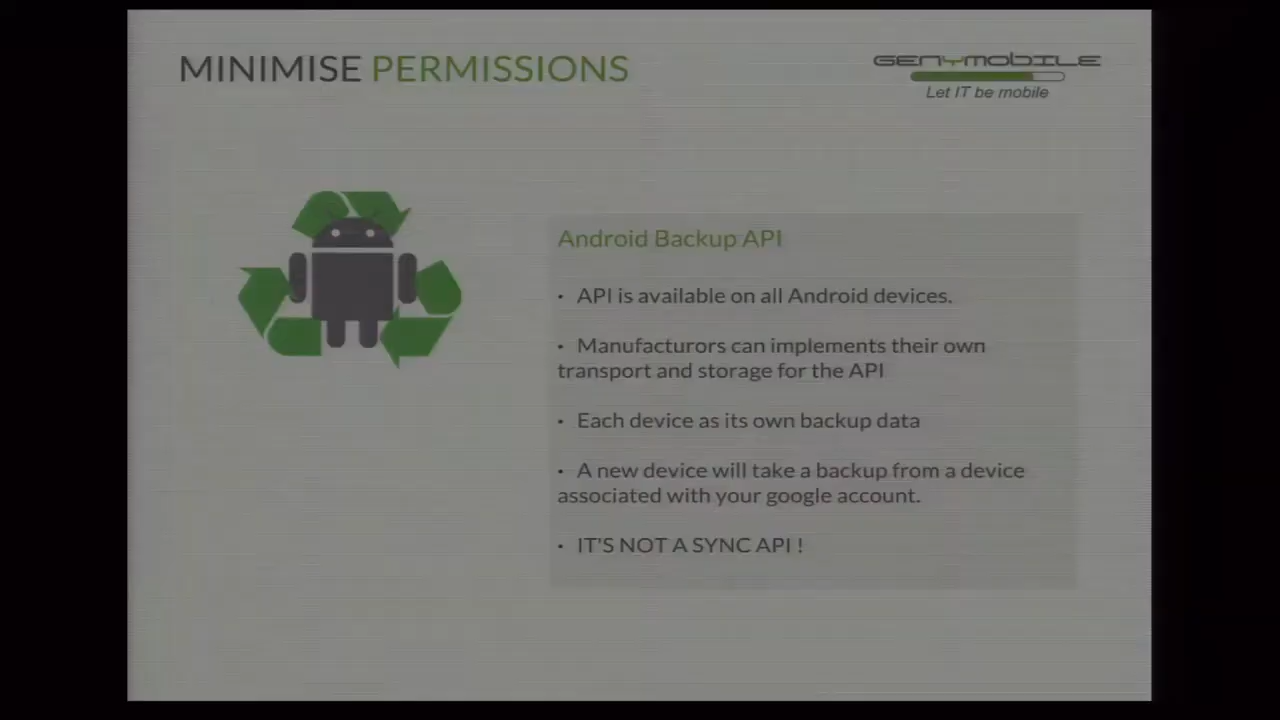 MINIMISE PERMISSIONS
GENYMOBILE
Let IT be mobile
Android Backup API
• API is available on all Android devices.
• Manufacturors can implements their own
transport and storage for the API
• Each device as its own backup data
• A new device will take a backup from a device
associated with your google account.
• IT'S NOT A SYNC API !